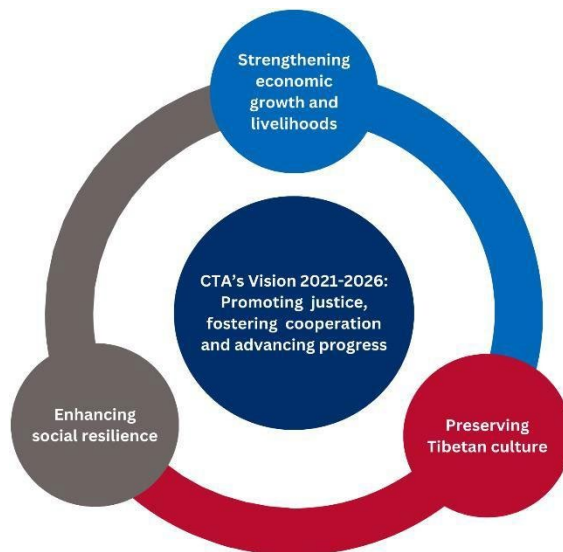 Strengthening
economic
growth and
livelihoods
CTA's Vision 2021-2026:
Promoting justice,
fostering cooperation
and advancing progress
Enhancing
social resilience
Preserving
Tibetan culture